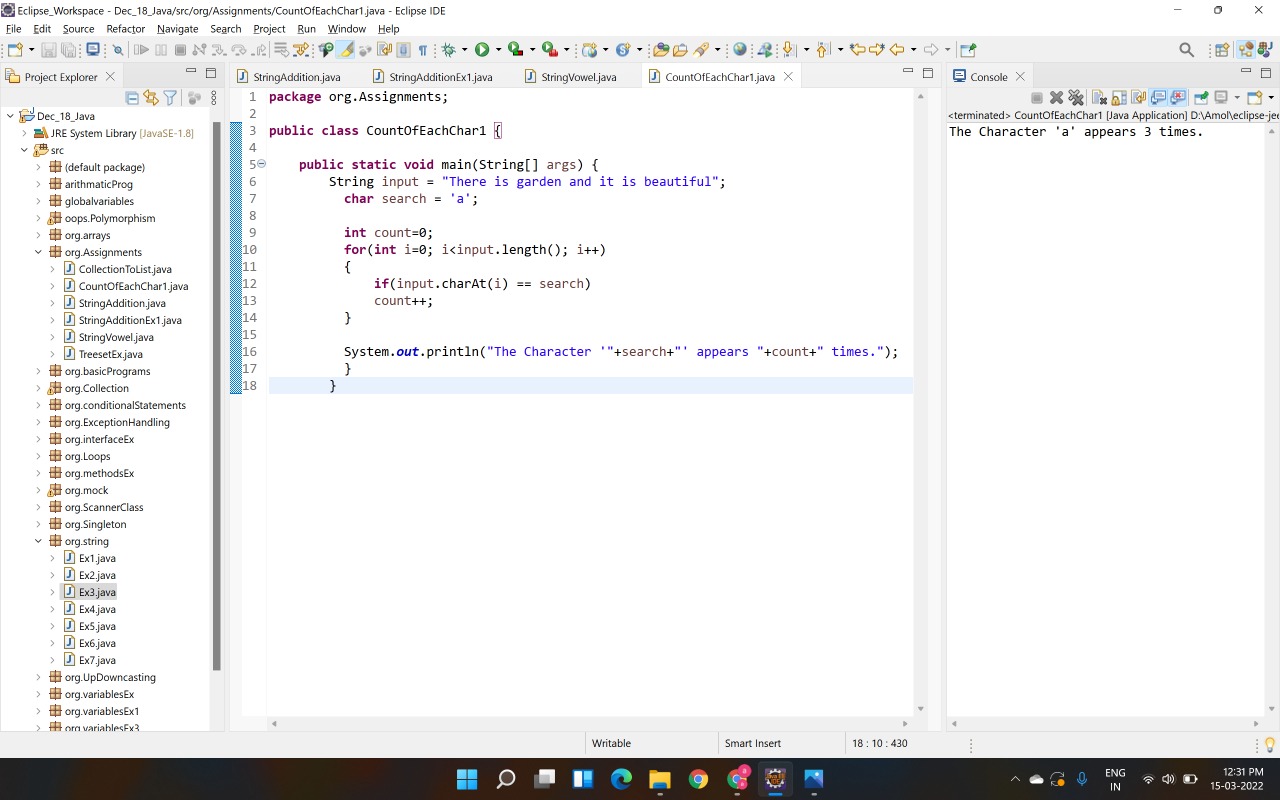 Eclipse_Workspace - Dec_18_Java/src/org/Assignments/CountOfEachChar1.java - Eclipse IDE
File Edit Source Refactor Navigate Search Project Run Window Help
Project Explorer
Dec_18_Java
JRE System Library [JavaSE-1.8]
src
(default package)
arithmaticProg
globalvariables
oops.Polymorphism
org.arrays
org.Assignments
CollectionToList.java
CountOfEachChar1.java
StringAddition.java
StringAdditionEx1.java
StringVowel.java
TreesetEx.java
org.basicPrograms
org.Collection
org.conditionalStatements
org.ExceptionHandling
org.interfaceEx
org.Loops
org.methodsEx
org.mock
org.ScannerClass
org.Singleton
org.string
Ex1.java
Ex2.java
Ex3.java
Ex4.java
Ex5.java
Ex6.java
Ex7.java
org.UpDowncasting
org.variablesEx
org.variablesEx1
org.variablesEx3
StringAddition.java StringAdditionEx1.java StringVowel.java CountOfEachChar1.java
1 package org.Assignments;
2
3 public class CountOfEachChar1 {
4
5 public static void main(String[] args) {
6 String input = "There is garden and it is beautiful";
7 char search = 'a';
8
9 int count=0;
10 for(int i=0; i<input.length(); i++)
11 {
12 if(input.charAt(i) == search)
13 count++;
14 }
15
16 System.out.println("The Character '"+search+"' appears "+count+" times.");
17 }
18 }
Console
<terminated> CountOfEachChar1 [Java Application] D:\Amol\eclipse-jee
The Character 'a' appears 3 times.
Writable Smart Insert 18 : 10 : 430
ENG
IN
12:31 PM
15-03-2022